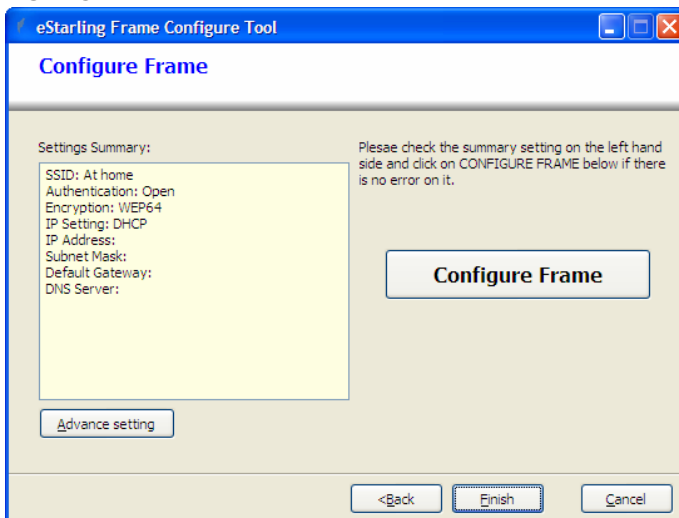 eStarling Frame Configure Tool
Configure Frame
Settings Summary:
SSID: At home
Authentication: Open
Encryption: WEP64
IP Setting: DHCP
IP Address:
Subnet Mask:
Default Gateway:
DNS Server:
Advance setting
Plesae check the summary setting on the left hand
side and click on CONFIGURE FRAME below if there
is no error on it.
Configure Frame
<Back
Finish
Cancel